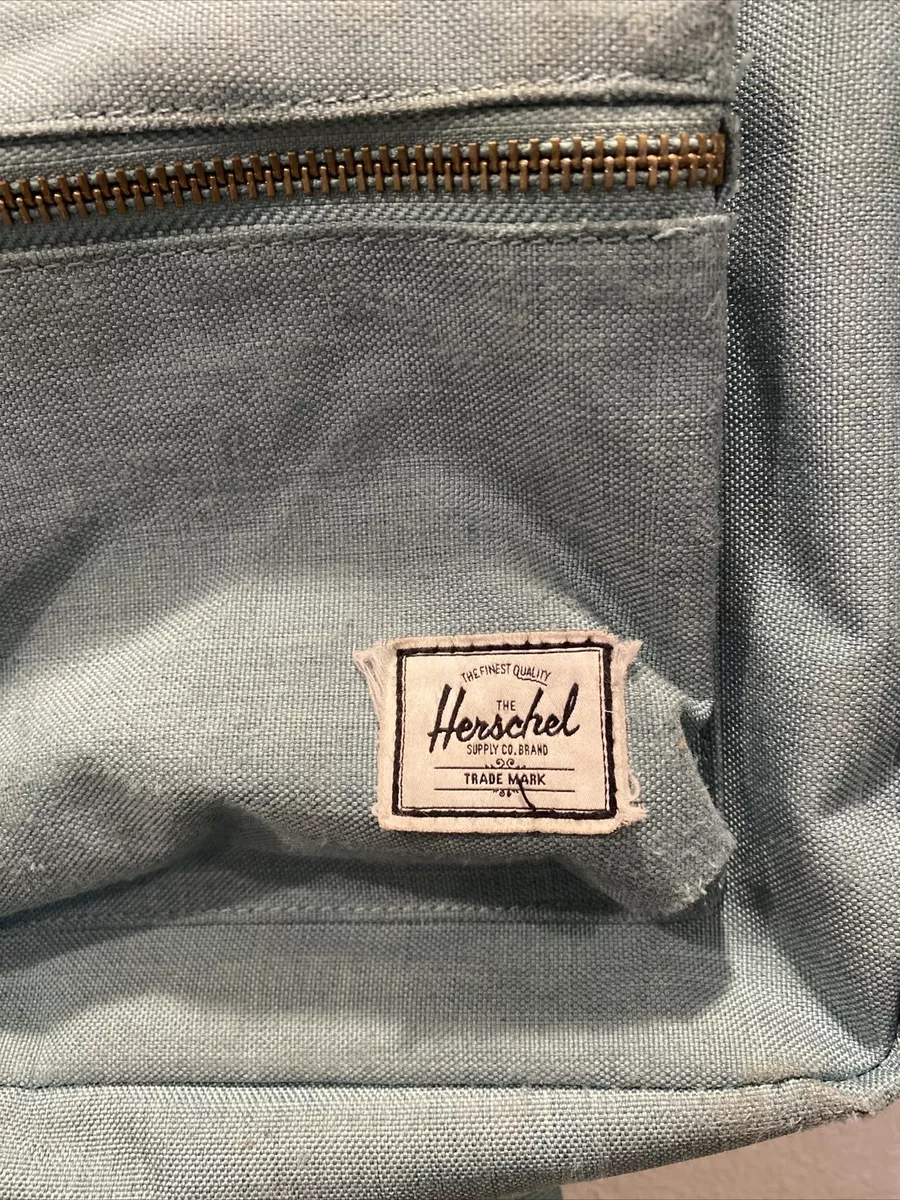 THE FINEST QUALITY
THE
Herschel
SUPPLY CO. BRAND
TRADE MARK